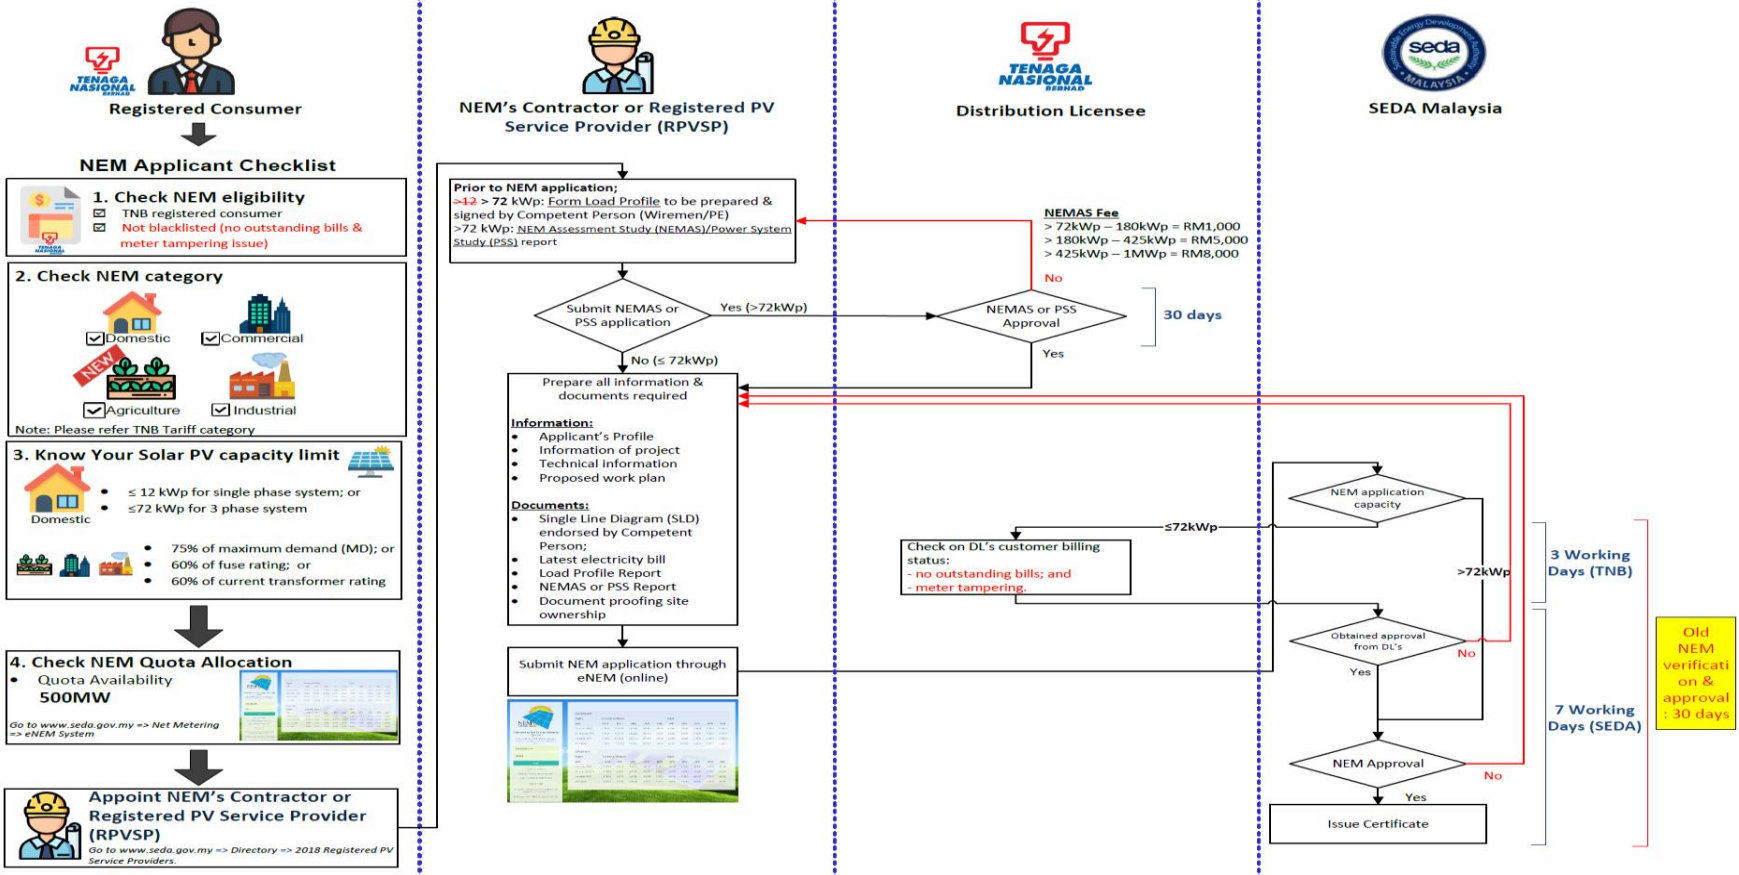 TENAGA
NASIONAL
BERHAD
Registered Consumer
NEM Applicant Checklist
1. Check NEM eligibility
TNB registered consumer
Not blacklisted (no outstanding bills &
meter tampering issue)
TENAGA
NASIONAL
2. Check NEM category
Domestic
Commercial
NEW
Agriculture
Industrial
Note: Please refer TNB Tariff category
3. Know Your Solar PV capacity limit
• ≤ 12 kWp for single phase system; or
• ≤72 kWp for 3 phase system
Domestic
• 75% of maximum demand (MD); or
• 60% of fuse rating; or
• 60% of current transformer rating
4. Check NEM Quota Allocation
• Quota Availability
500MW
Go to www.seda.gov.my => Net Metering
=> eNEM System
Appoint NEM's Contractor or
Registered PV Service Provider
(RPVSP)
Go to www.seda.gov.my => Directory => 2018 Registered PV
Service Providers.
NEM's Contractor or Registered PV
Service Provider (RPVSP)
Prior to NEM application;
>12 > 72 kWp: Form Load Profile to be prepared &
signed by Competent Person (Wiremen/PE)
>72 kWp: NEM Assessment Study (NEMAS)/Power System
Study (PSS) report
Submit NEMAS or
PSS application
Yes (>72kWp)
No (≤ 72kWp)
Prepare all information &
documents required
Information:
• Applicant's Profile
• Information of project
• Technical information
• Proposed work plan
Documents:
• Single Line Diagram (SLD)
endorsed by Competent
Person;
• Latest electricity bill
• Load Profile Report
• NEMAS or PSS Report
• Document proofing site
ownership
Submit NEM application through
eNEM (online)
TENAGA
NASIONAL
BERHAD
Distribution Licensee
NEMAS Fee
> 72kWp – 180kWp = RM1,000
> 180kWp – 425kWp = RM5,000
> 425kWp – 1MWp = RM8,000
No
NEMAS or PSS
Approval
30 days
Yes
≤72kWp
Check on DL's customer billing
status:
- no outstanding bills; and
- meter tampering.
Sustainable Energy Development Authority
seda
MALAYSIA
SEDA Malaysia
NEM application
capacity
>72kWp
Obtained approval
from DL's
No
Yes
NEM Approval
No
Yes
Issue Certificate
3 Working
Days (TNB)
7 Working
Days (SEDA)
Old
NEM
verificati
on &
approval
: 30 days